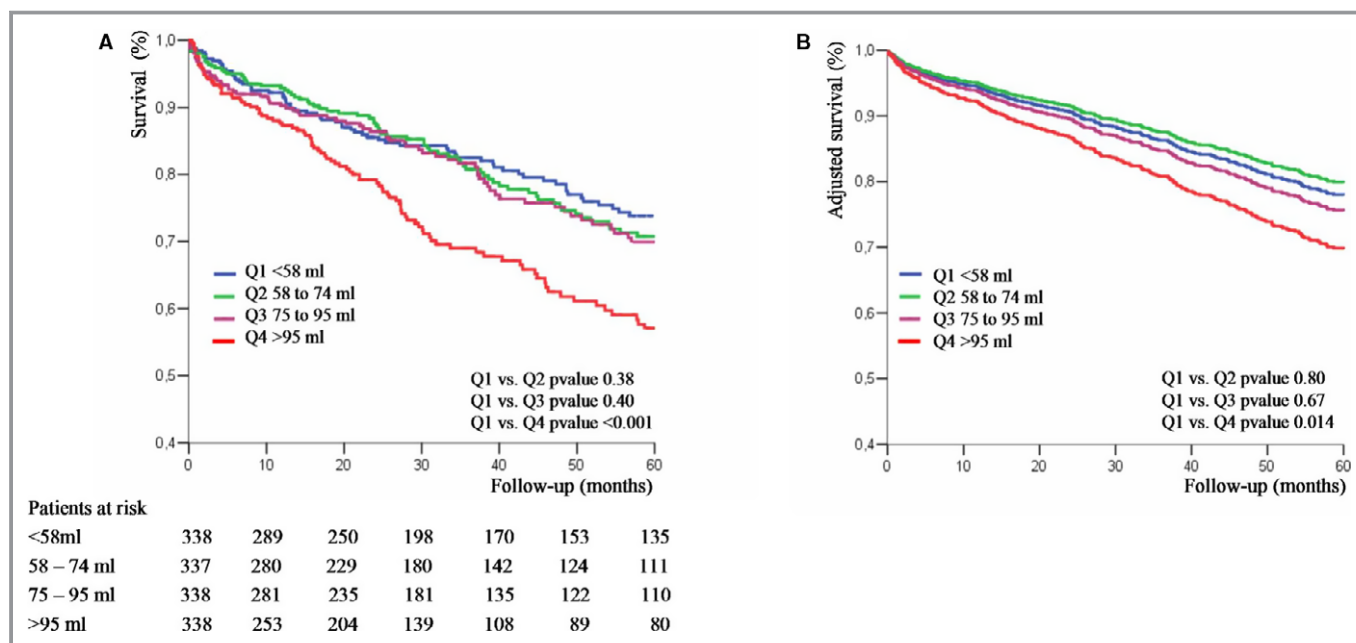 A
Survival (%)
1,0
0,9
0,8
0,7
0,6
0,5
0,4
Q1 <58 ml
Q2 58 to 74 ml
Q3 75 to 95 ml
Q4 >95 ml
Q1 vs. Q2 pvalue 0.38
Q1 vs. Q3 pvalue 0.40
Q1 vs. Q4 pvalue <0.001
0 10 20 30 40 50 60
Follow-up (months)
B
Adjusted survival (%)
1,0
0,9
0,8
0,7
0,6
0,5
0,4
Q1 <58 ml
Q2 58 to 74 ml
Q3 75 to 95 ml
Q4 >95 ml
Q1 vs. Q2 pvalue 0.80
Q1 vs. Q3 pvalue 0.67
Q1 vs. Q4 pvalue 0.014
0 10 20 30 40 50 60
Follow-up (months)
Patients at risk
<58ml 338 289 250 198 170 153 135
58 – 74 ml 337 280 229 180 142 124 111
75 – 95 ml 338 281 235 181 135 122 110
>95 ml 338 253 204 139 108 89 80